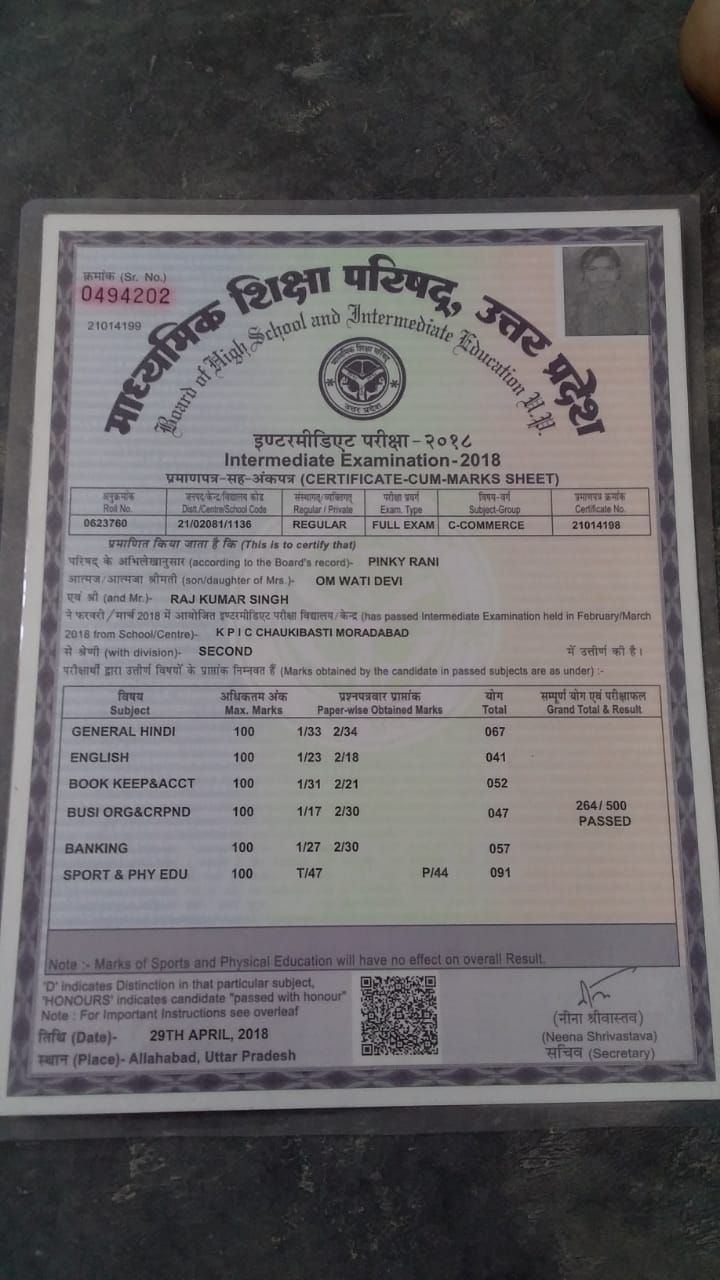 क्रमांक (Sr. No.)
0494202
21014199
माध्यमिक शिक्षा परिषद्, उत्तर प्रदेश
Board of High School and Intermediate Education U.P.
माध्यमिक शिक्षा परिषद्
उत्तर प्रदेश
इण्टरमीडिएट परीक्षा-२०१८
Intermediate Examination-2018
प्रमाणपत्र-सह-अंकपत्र (CERTIFICATE-CUM-MARKS SHEET)
अनुक्रमांक जनपद/केन्द्र/विद्यालय कोड संस्थागत/व्यक्तिगत् परीक्षा प्रवर्ग विषय-वर्ग प्रमाणपत्र क्रमांक
Roll No. Distt./Centre/School Code Regular / Private Exam. Type Subject-Group Certificate No.
0623760 21/02081/1136 REGULAR FULL EXAM C-COMMERCE 21014198
प्रमाणित किया जाता है कि (This is to certify that)
परिषद के अभिलेखानुसार (according to the Board's record)- PINKY RANI
आत्मज/आत्मजा श्रीमती (son/daughter of Mrs.)- OM WATI DEVI
एवं श्री (and Mr.)- RAJ KUMAR SINGH
ने फरवरी/मार्च 2018 में आयोजित इण्टरमीडिएट परीक्षा विद्यालय/केन्द्र (has passed Intermediate Examination held in February/March
2018 from School/Centre)- K P I C CHAUKIBASTI MORADABAD
से श्रेणी (with division)- SECOND में उत्तीर्ण की है।
परीक्षार्थी द्वारा उत्तीर्ण विषयों के प्राप्तांक निम्नवत हैं (Marks obtained by the candidate in passed subjects are as under) :-
विषय अधिकतम अंक प्रश्नपत्रवार प्राप्तांक योग सम्पूर्ण योग एवं परीक्षाफल
Subject Max. Marks Paper-wise Obtained Marks Total Grand Total & Result
GENERAL HINDI 100 1/33 2/34 067
ENGLISH 100 1/23 2/18 041
BOOK KEEP&ACCT 100 1/31 2/21 052
BUSI ORG&CRPND 100 1/17 2/30 047 264/ 500
PASSED
BANKING 100 1/27 2/30 057
SPORT & PHY EDU 100 T/47 P/44 091
Note :- Marks of Sports and Physical Education will have no effect on overall Result.
'D' indicates Distinction in that particular subject,
'HONOURS' indicates candidate "passed with honour"
Note : For Important Instructions see overleaf
तिथि (Date)- 29TH APRIL, 2018
स्थान (Place)- Allahabad, Uttar Pradesh
(नीना श्रीवास्तव)
(Neena Shrivastava)
सचिव (Secretary)